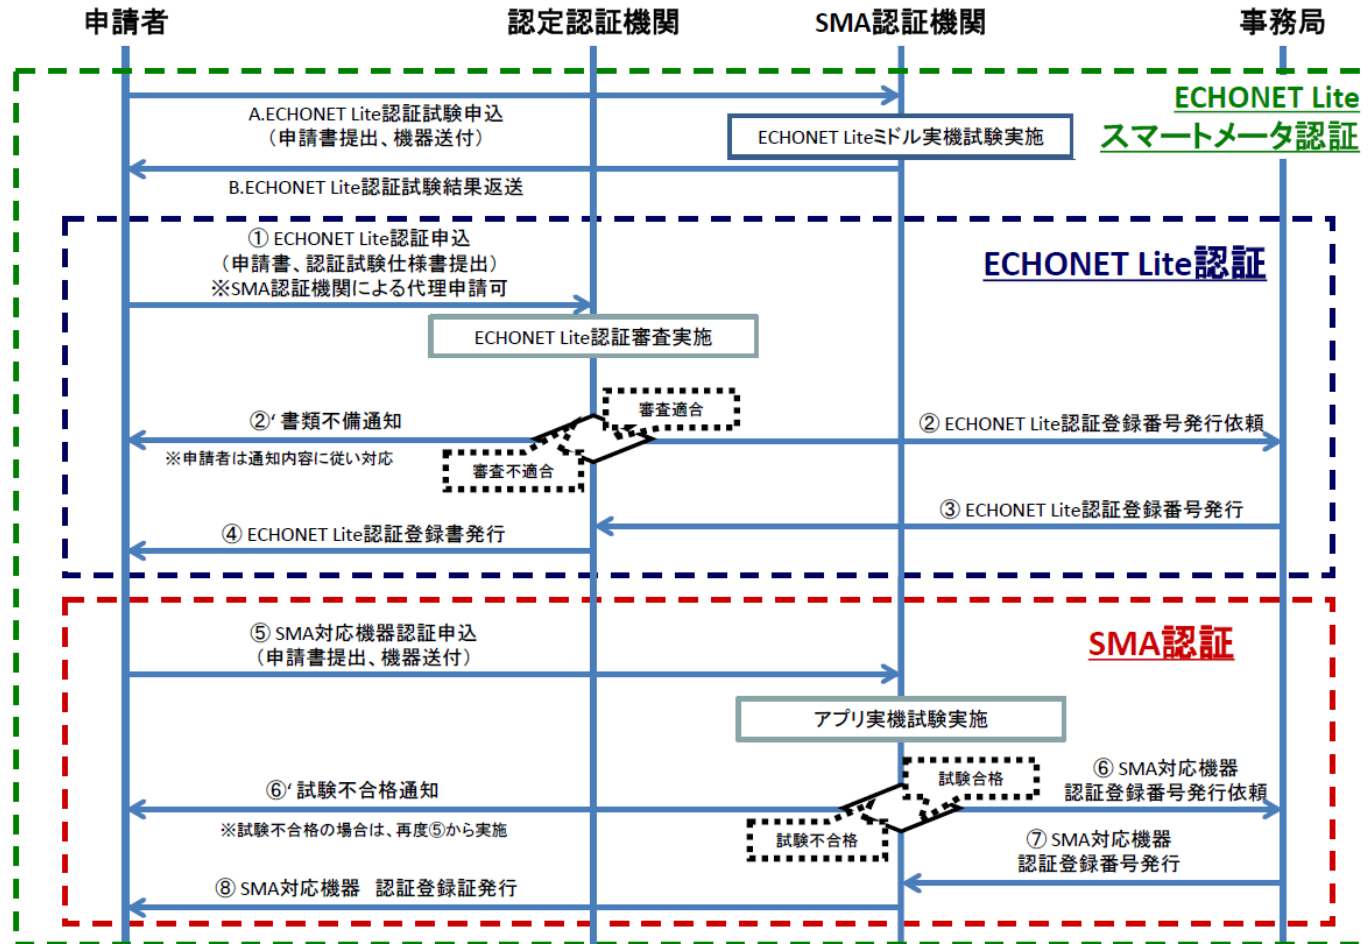 申請者
認定認証機関
SMA認証機関
事務局
ECHONET Lite
スマートメータ認証
A.ECHONET Lite認証試験申込
（申請書提出、機器送付）
ECHONET Liteミドル実機試験実施
B.ECHONET Lite認証試験結果返送
ECHONET Lite認証
① ECHONET Lite認証申込
（申請書、認証試験仕様書提出）
※SMA認証機関による代理申請可
ECHONET Lite認証審査実施
審査適合
②‘ 書類不備通知
② ECHONET Lite認証登録番号発行依頼
※申請者は通知内容に従い対応
審査不適合
③ ECHONET Lite認証登録番号発行
④ ECHONET Lite認証登録書発行
SMA認証
⑤ SMA対応機器認証申込
（申請書提出、機器送付）
アプリ実機試験実施
試験合格
⑥ SMA対応機器
認証登録番号発行依頼
⑥‘ 試験不合格通知
※試験不合格の場合は、再度⑤から実施
試験不合格
⑦ SMA対応機器
認証登録番号発行
⑧ SMA対応機器　認証登録証発行